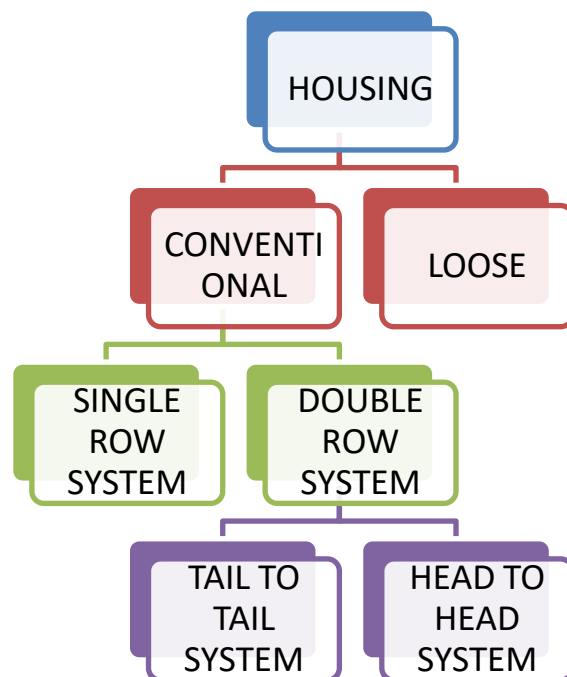 HOUSING
CONVENTI
ONAL
LOOSE
SINGLE
ROW
SYSTEM
DOUBLE
ROW
SYSTEM
TAIL TO
TAIL
SYSTEM
HEAD TO
HEAD
SYSTEM